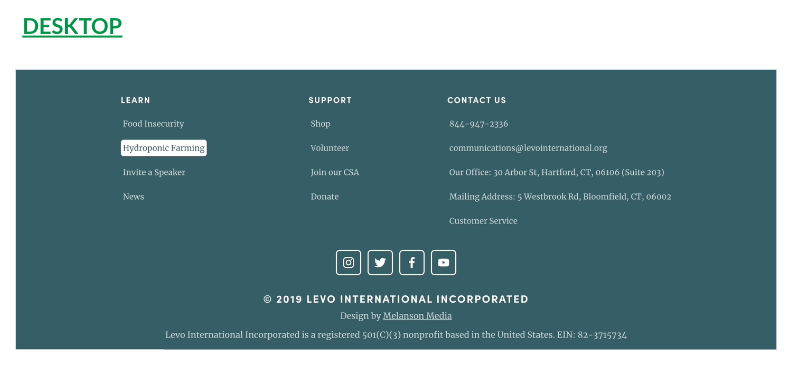 DESKTOP
LEARN
Food Insecurity
Hydroponic Farming
Invite a Speaker
News
SUPPORT
Shop
Volunteer
Join our CSA
Donate
CONTACT US
844-947-2336
communications@levointernational.org
Our Office: 30 Arbor St, Hartford, CT, 06106 (Suite 203)
Mailing Address: 5 Westbrook Rd, Bloomfield, CT, 06002
Customer Service
© 2019 LEVO INTERNATIONAL INCORPORATED
Design by Melanson Media
Levo International Incorporated is a registered 501(C)(3) nonprofit based in the United States. EIN: 82-3715734